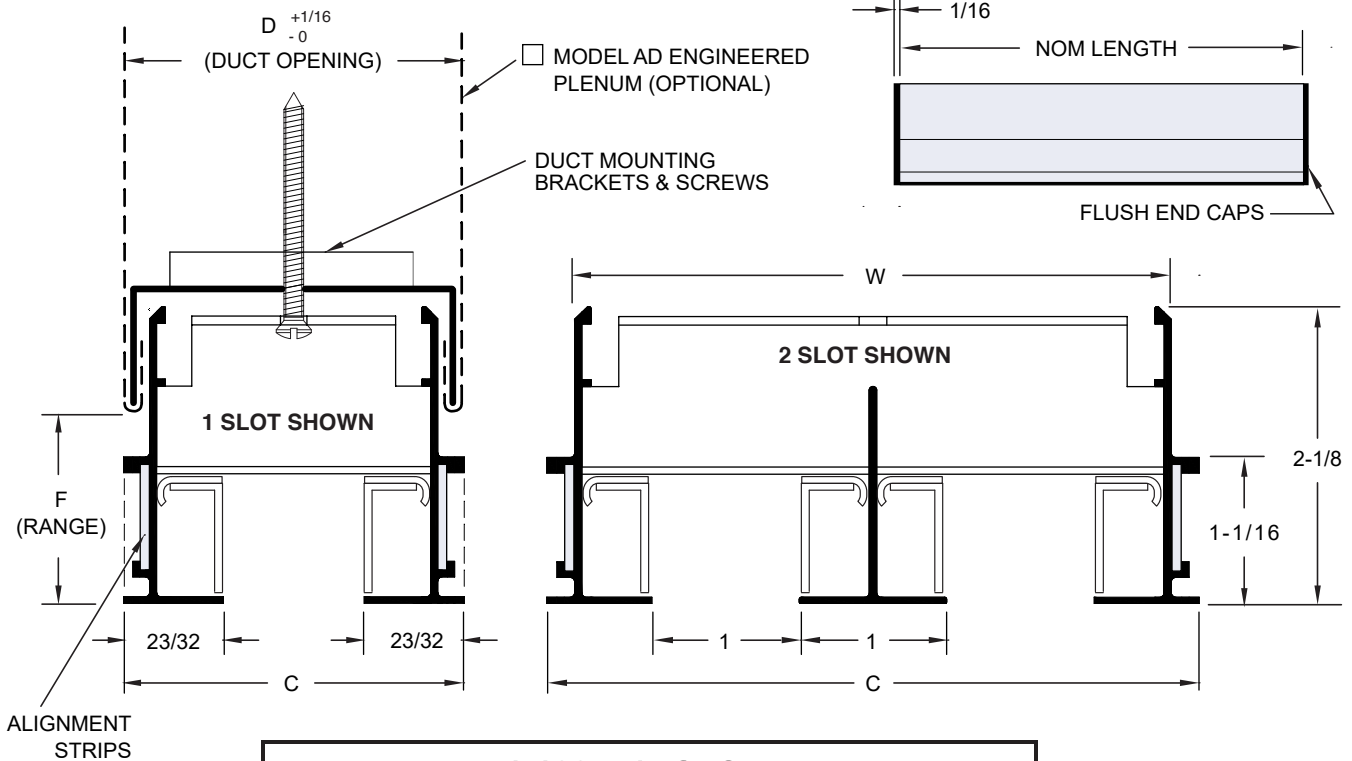 D +1/16
- 0
(DUCT OPENING)
□ MODEL AD ENGINEERED
PLENUM (OPTIONAL)
1/16
NOM LENGTH
DUCT MOUNTING
BRACKETS & SCREWS
FLUSH END CAPS
W
2 SLOT SHOWN
1 SLOT SHOWN
F
(RANGE)
2-1/8
1-1/16
23/32
23/32
1
1
C
C
ALIGNMENT
STRIPS